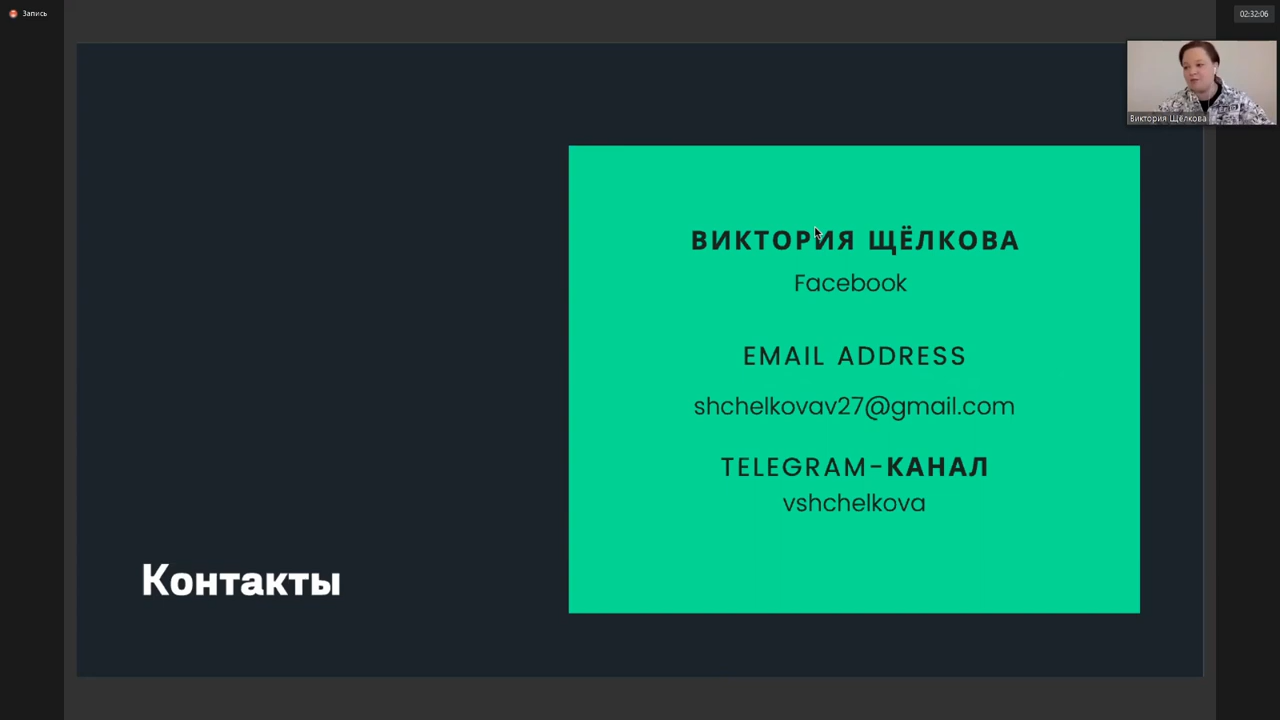 Запись
02:32:06
Виктория Щёлкова
ВИКТОРИЯ ЩЁЛКОВА
Facebook
EMAIL ADDRESS
shchelkovav27@gmail.com
TELEGRAM-КАНАЛ
vshchelkova
Контакты